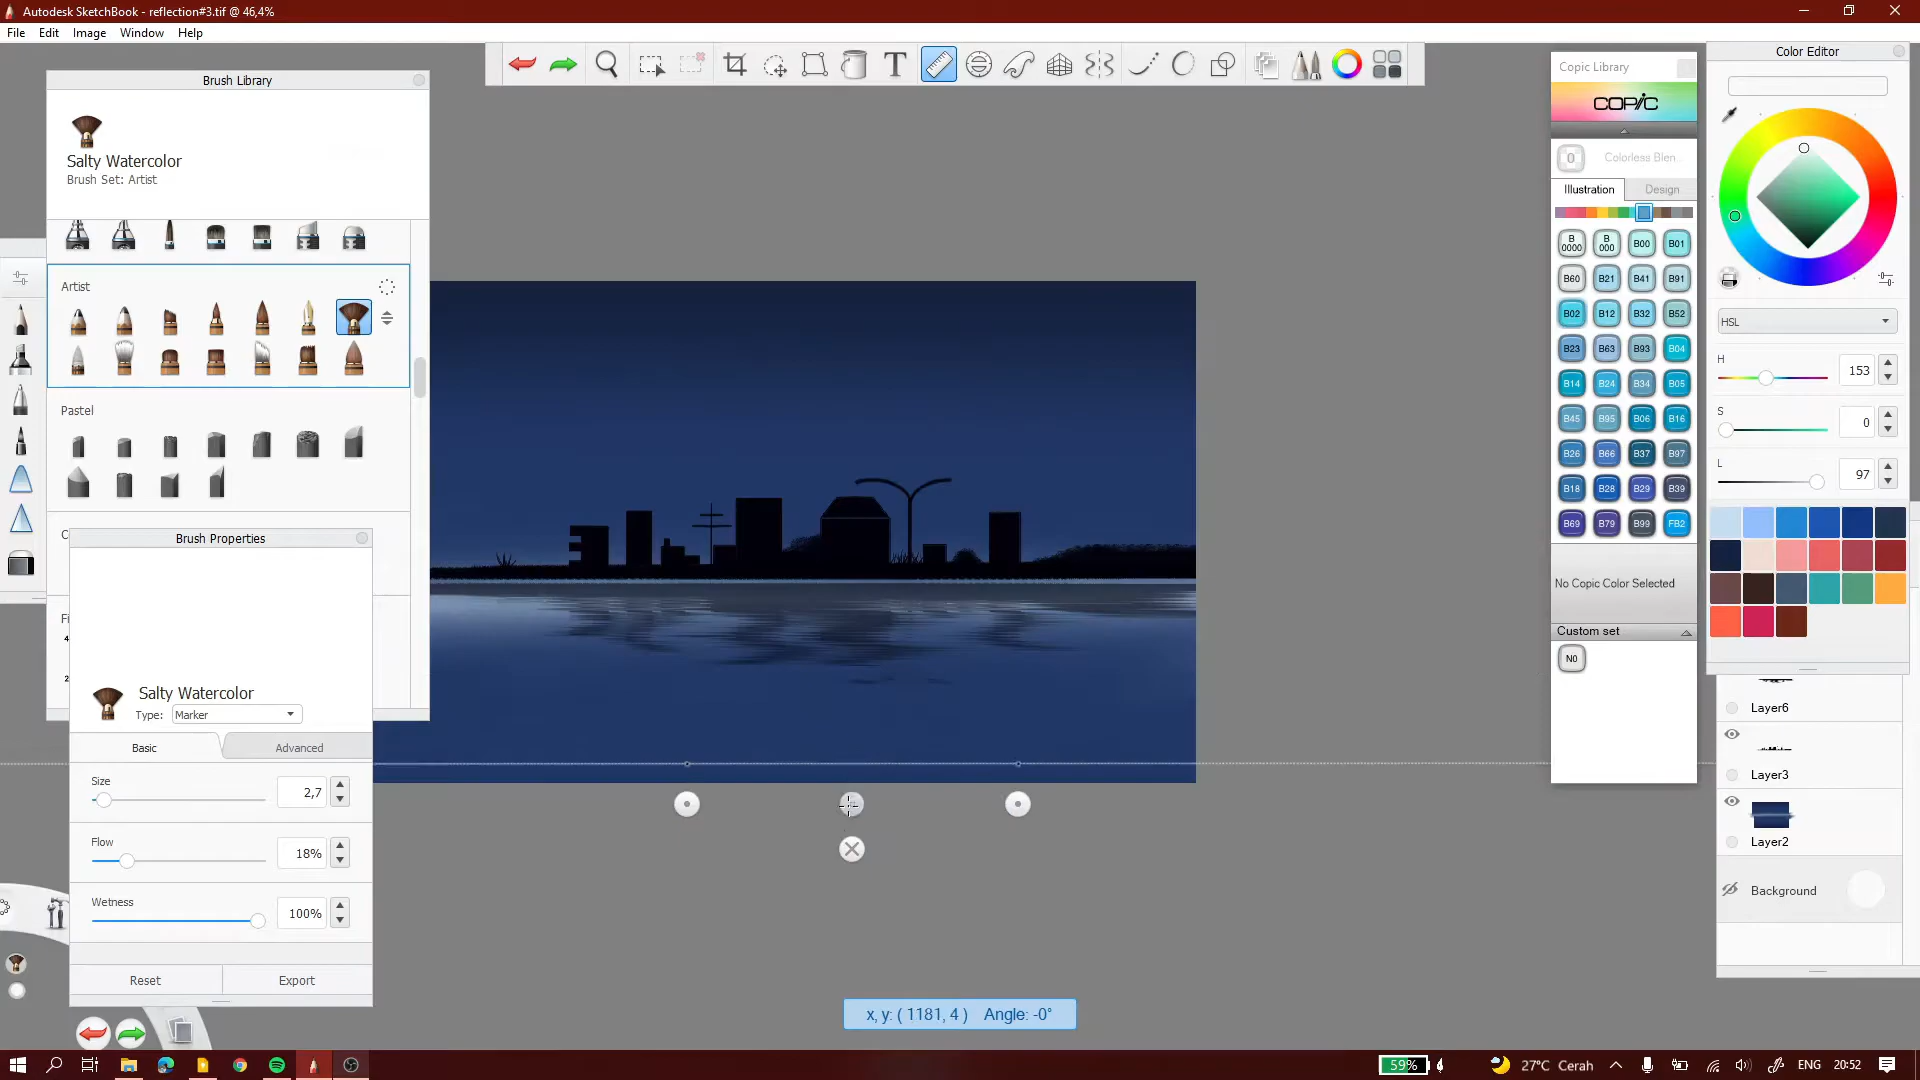 Autodesk SketchBook - reflection#3.tif @ 46,4%
File Edit Image Window Help
Brush Library
Salty Watercolor
Brush Set: Artist
Artist
Pastel
Brush Properties
Salty Watercolor
Type: Marker
Basic Advanced
Size
2,7
Flow
18%
Wetness
100%
Reset Export
T
x, y: ( 1181, 4 ) Angle: -0°
Copic Library
COPIC
0 Colorless Blen...
Illustration Design
B0000 B000 B00 B01
B60 B21 B41 B91
B02 B12 B32 B52
B23 B63 B93 B04
B14 B24 B34 B05
B45 B95 B06 B16
B26 B66 B37 B97
B18 B28 B29 B39
B69 B79 B99 FB2
No Copic Color Selected
Custom set
N0
Color Editor
HSL
H
153
S
0
L
97
Layer6
Layer3
Layer2
Background
59% 27°C Cerah ENG 20:52